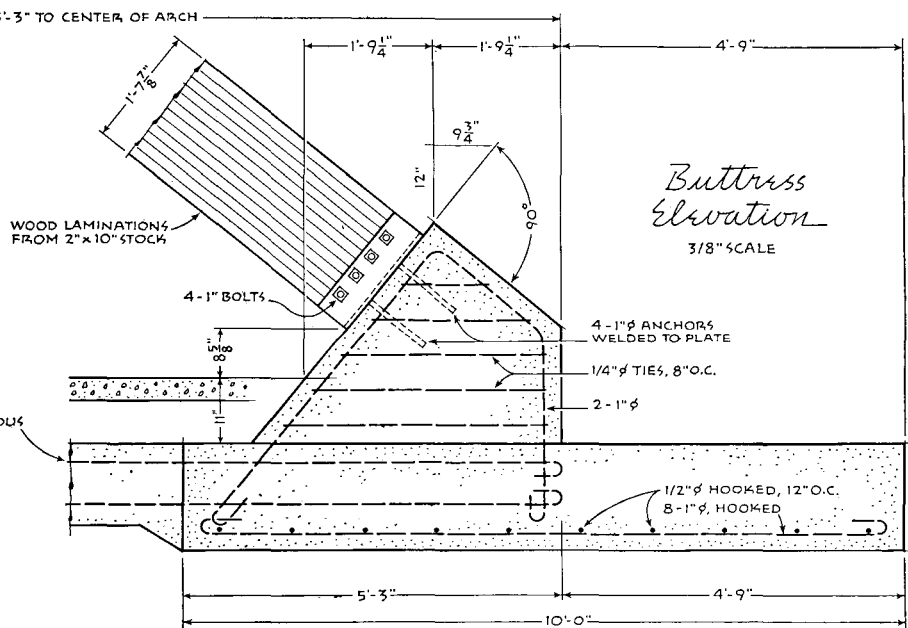 '-3" TO CENTER OF ARCH
1'-9 1/4"
1'-9 1/4"
4'-9"
1'-7 7/8"
9 3/4"
12"
90°
Buttress
Elevation
3/8" SCALE
WOOD LAMINATIONS
FROM 2" x 10" STOCK
4-1" BOLTS
8 5/8"
11"
4-1"ϕ ANCHORS
WELDED TO PLATE
1/4"ϕ TIES, 8" O.C.
2-1"ϕ
1/2"ϕ HOOKED, 12" O.C.
8-1"ϕ, HOOKED
5'-3"
4'-9"
10'-0"